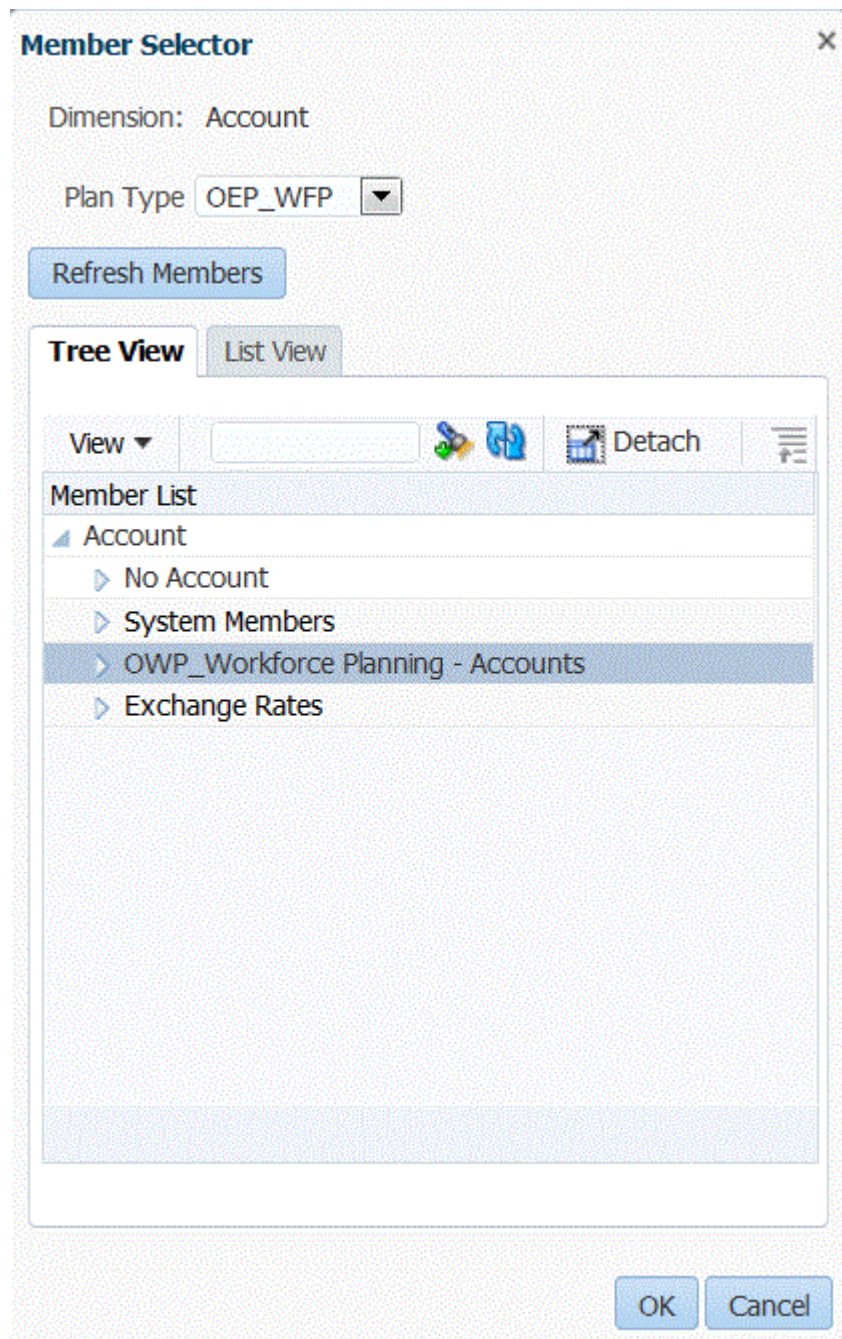 Member Selector
Dimension: Account
Plan Type OEP_WFP
Refresh Members
Tree View List View
View Detach
Member List
Account
No Account
System Members
OWP_Workforce Planning - Accounts
Exchange Rates
OK Cancel